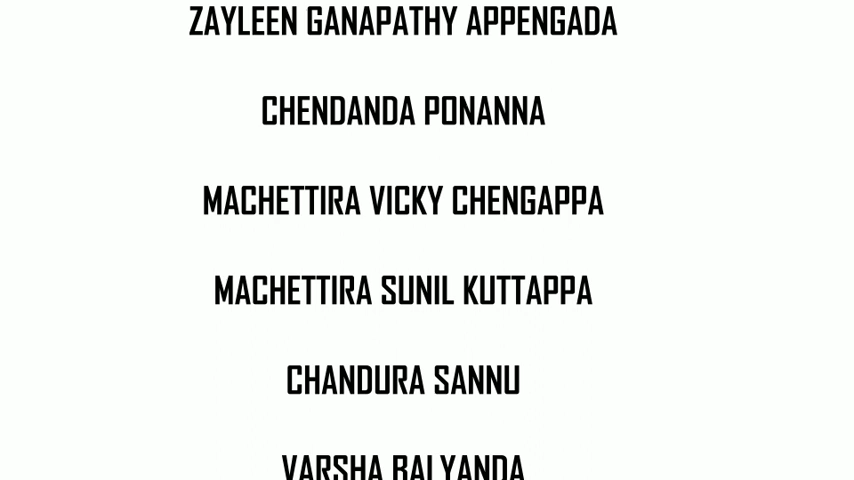 ZAYLEEN GANAPATHY APPENGADA
CHENDANDA PONANNA
MACHETTIRA VICKY CHENGAPPA
MACHETTIRA SUNIL KUTTAPPA
CHANDURA SANNU
VARSHA BALYANDA